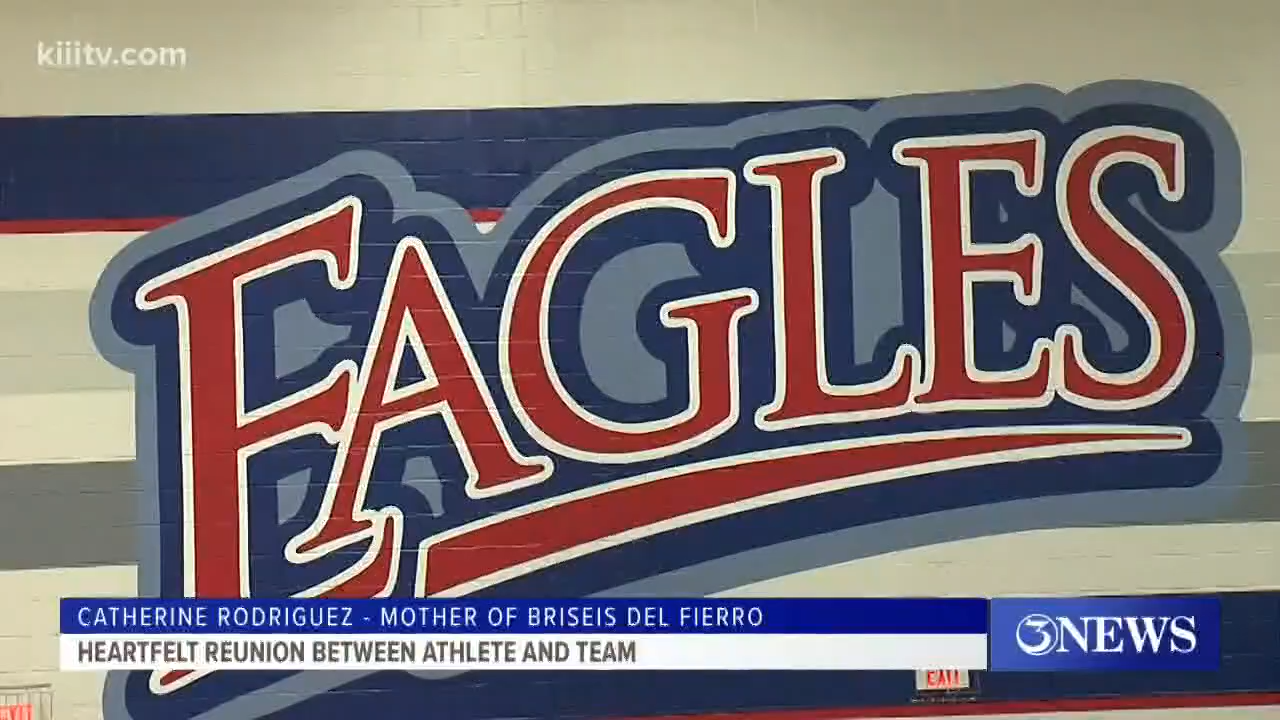 kiiitv.com
EAGLES
CATHERINE RODRIGUEZ - MOTHER OF BRISEIS DEL FIERRO
HEARTFELT REUNION BETWEEN ATHLETE AND TEAM
3NEWS
EXIT